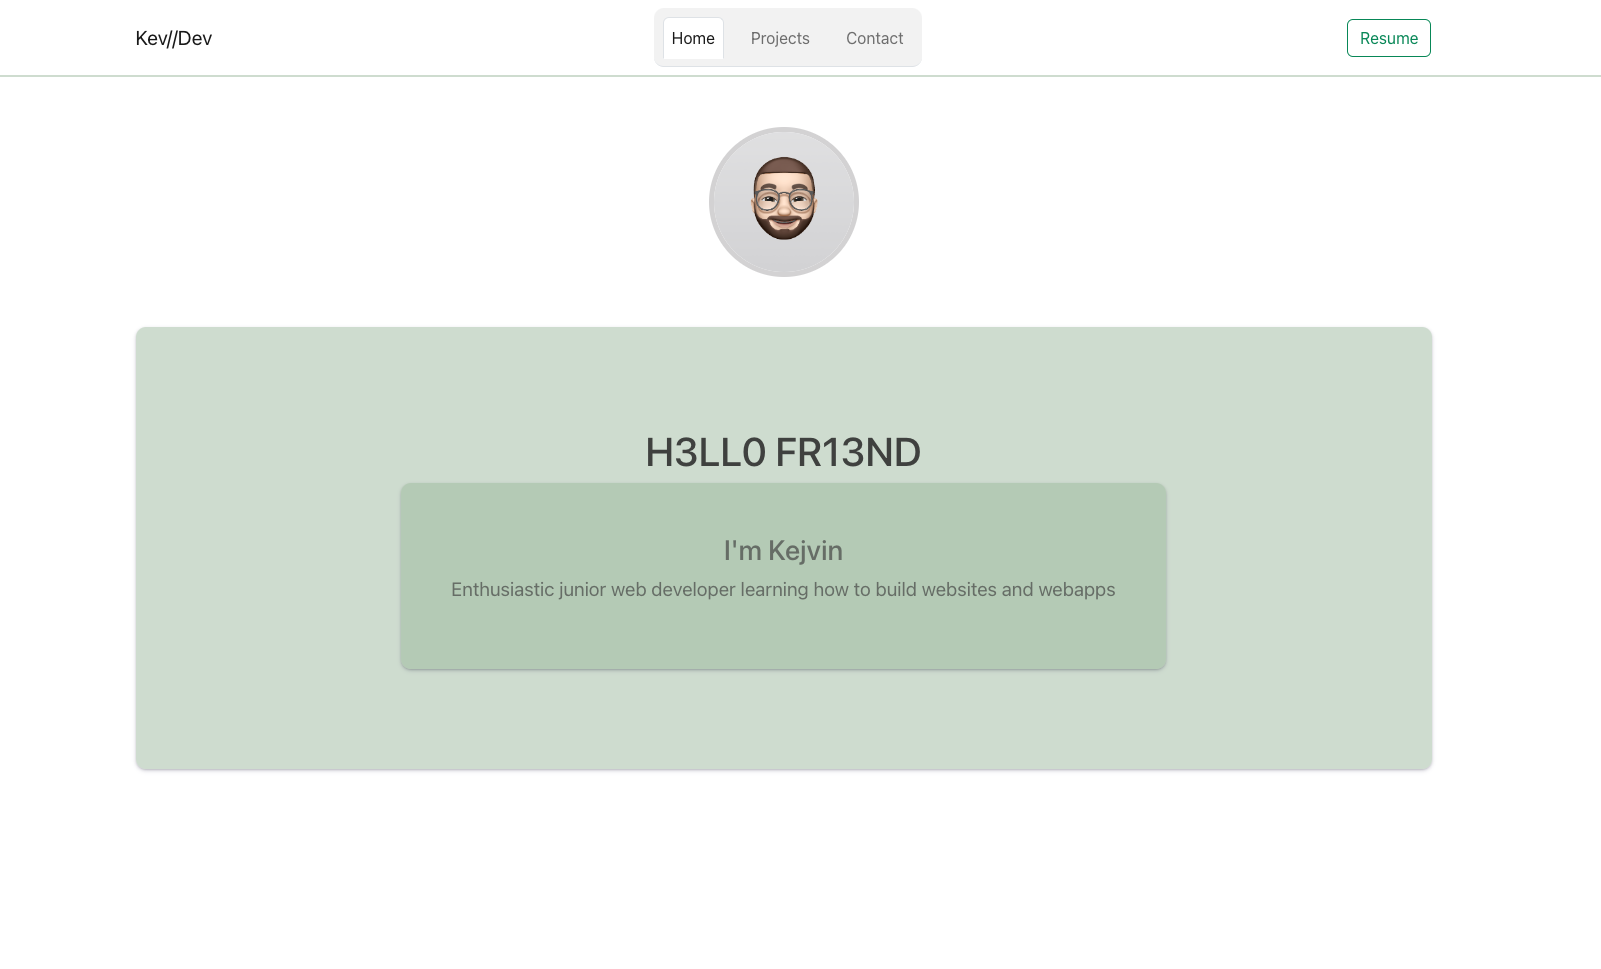 Kev//Dev
Home
Projects
Contact
Resume
H3LL0 FR13ND
I'm Kejvin
Enthusiastic junior web developer learning how to build websites and webapps